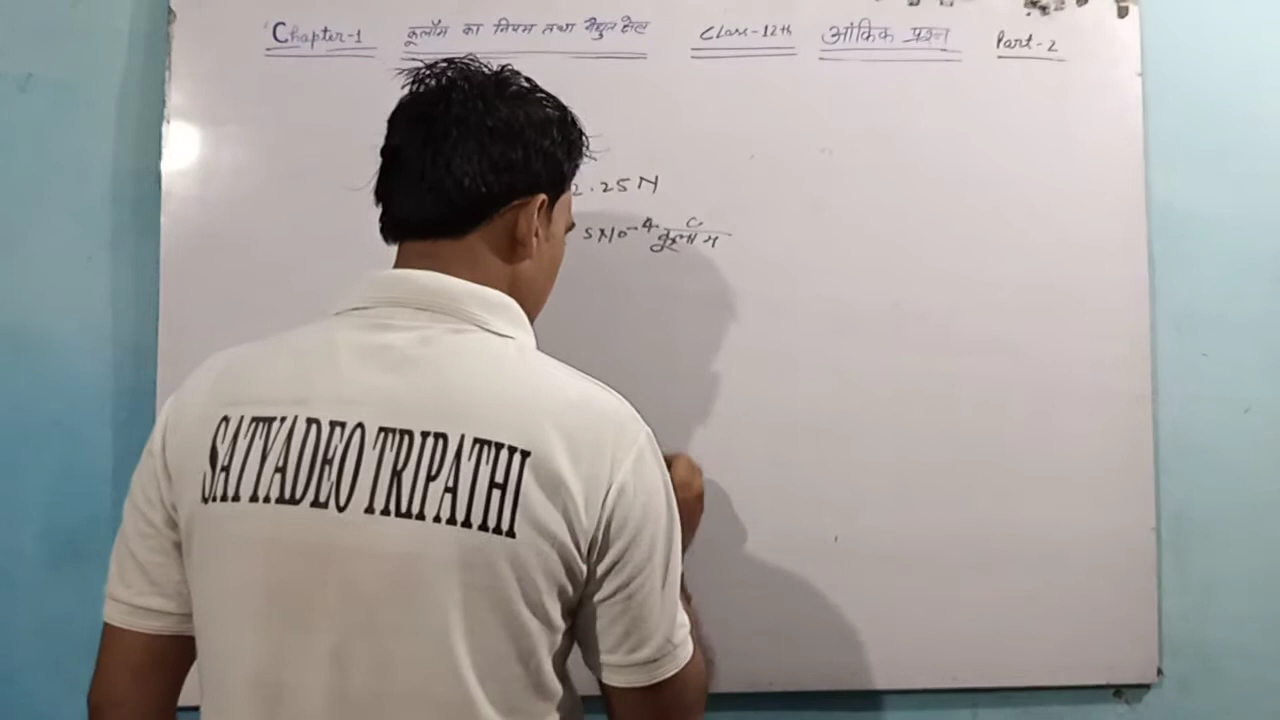 Chapter-1 कूलॉम का नियम तथा वैद्युत क्षेत्र Class-12th आंकिक प्रश्न Part-2
2.25 N
5×10⁻⁴ C
कूलाम
SATYADEO TRIPATHI